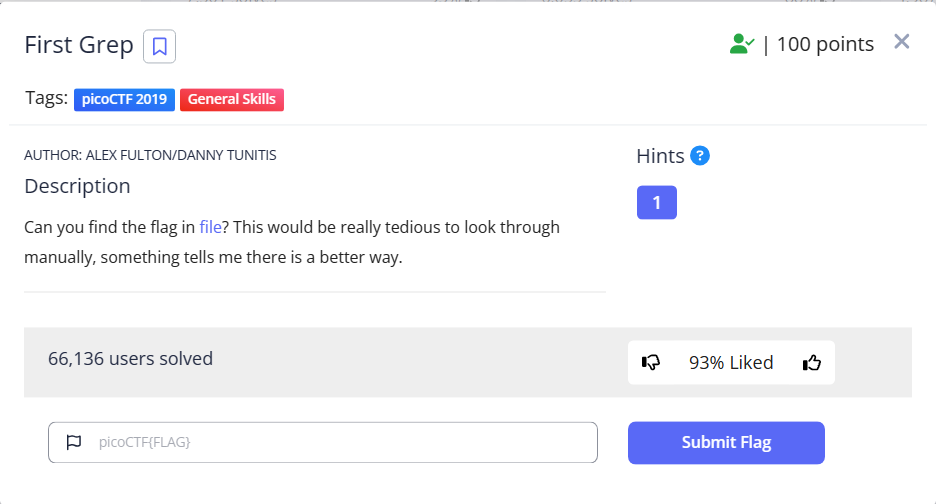 First Grep
| 100 points
Tags: picoCTF 2019 General Skills
AUTHOR: ALEX FULTON/DANNY TUNITIS
Hints ?
Description
1
Can you find the flag in file? This would be really tedious to look through
manually, something tells me there is a better way.
66,136 users solved
93% Liked
picoCTF{FLAG}
Submit Flag